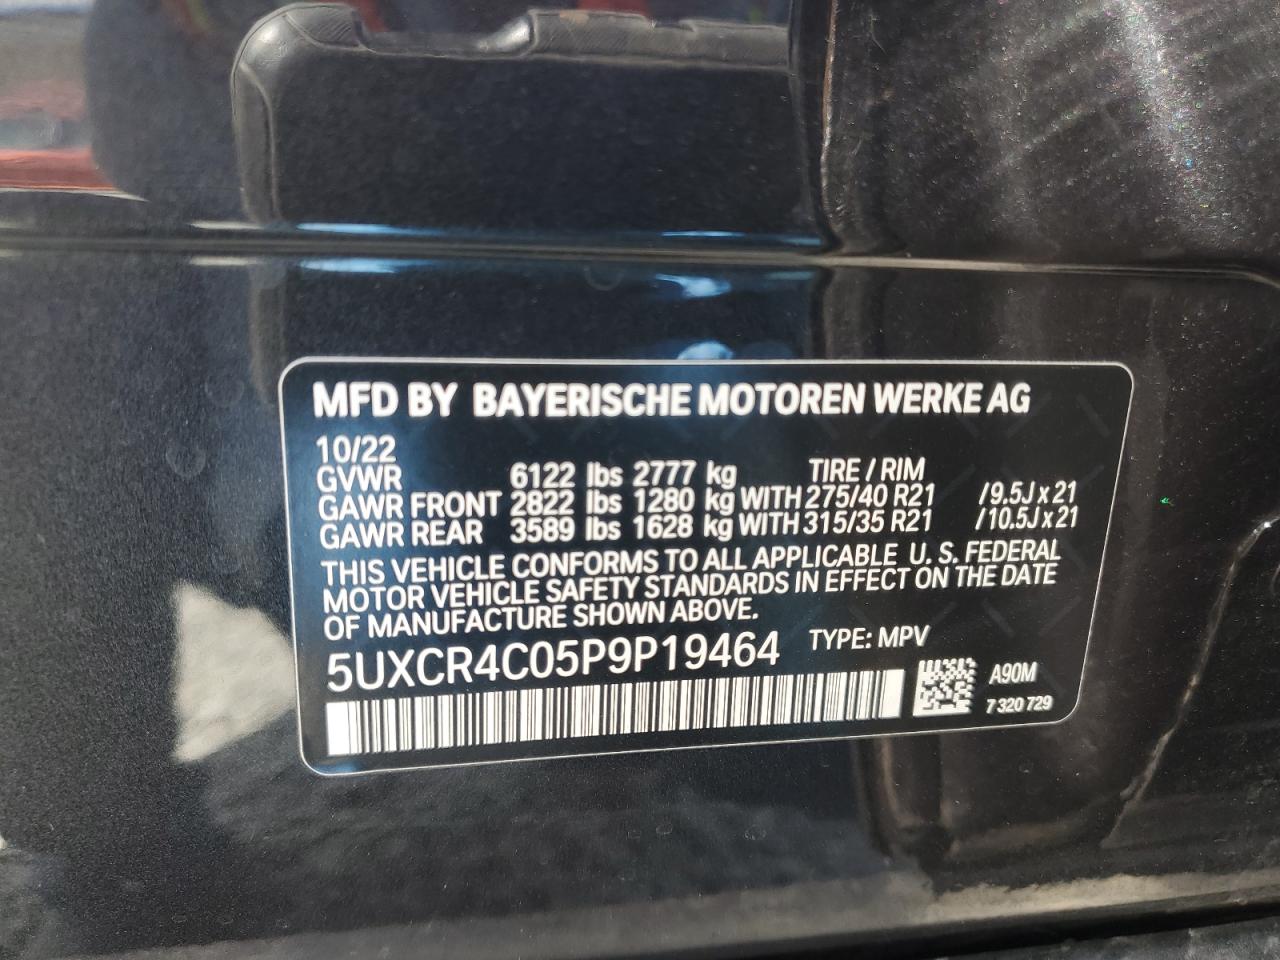 MFD BY BAYERISCHE MOTOREN WERKE AG
10/22
GVWR 6122 lbs 2777 kg TIRE / RIM
GAWR FRONT 2822 lbs 1280 kg WITH 275/40 R21 /9.5J x 21
GAWR REAR 3589 lbs 1628 kg WITH 315/35 R21 /10.5J x 21
THIS VEHICLE CONFORMS TO ALL APPLICABLE U. S. FEDERAL
MOTOR VEHICLE SAFETY STANDARDS IN EFFECT ON THE DATE
OF MANUFACTURE SHOWN ABOVE.
5UXCR4C05P9P19464 TYPE: MPV
A90M
7 320 729